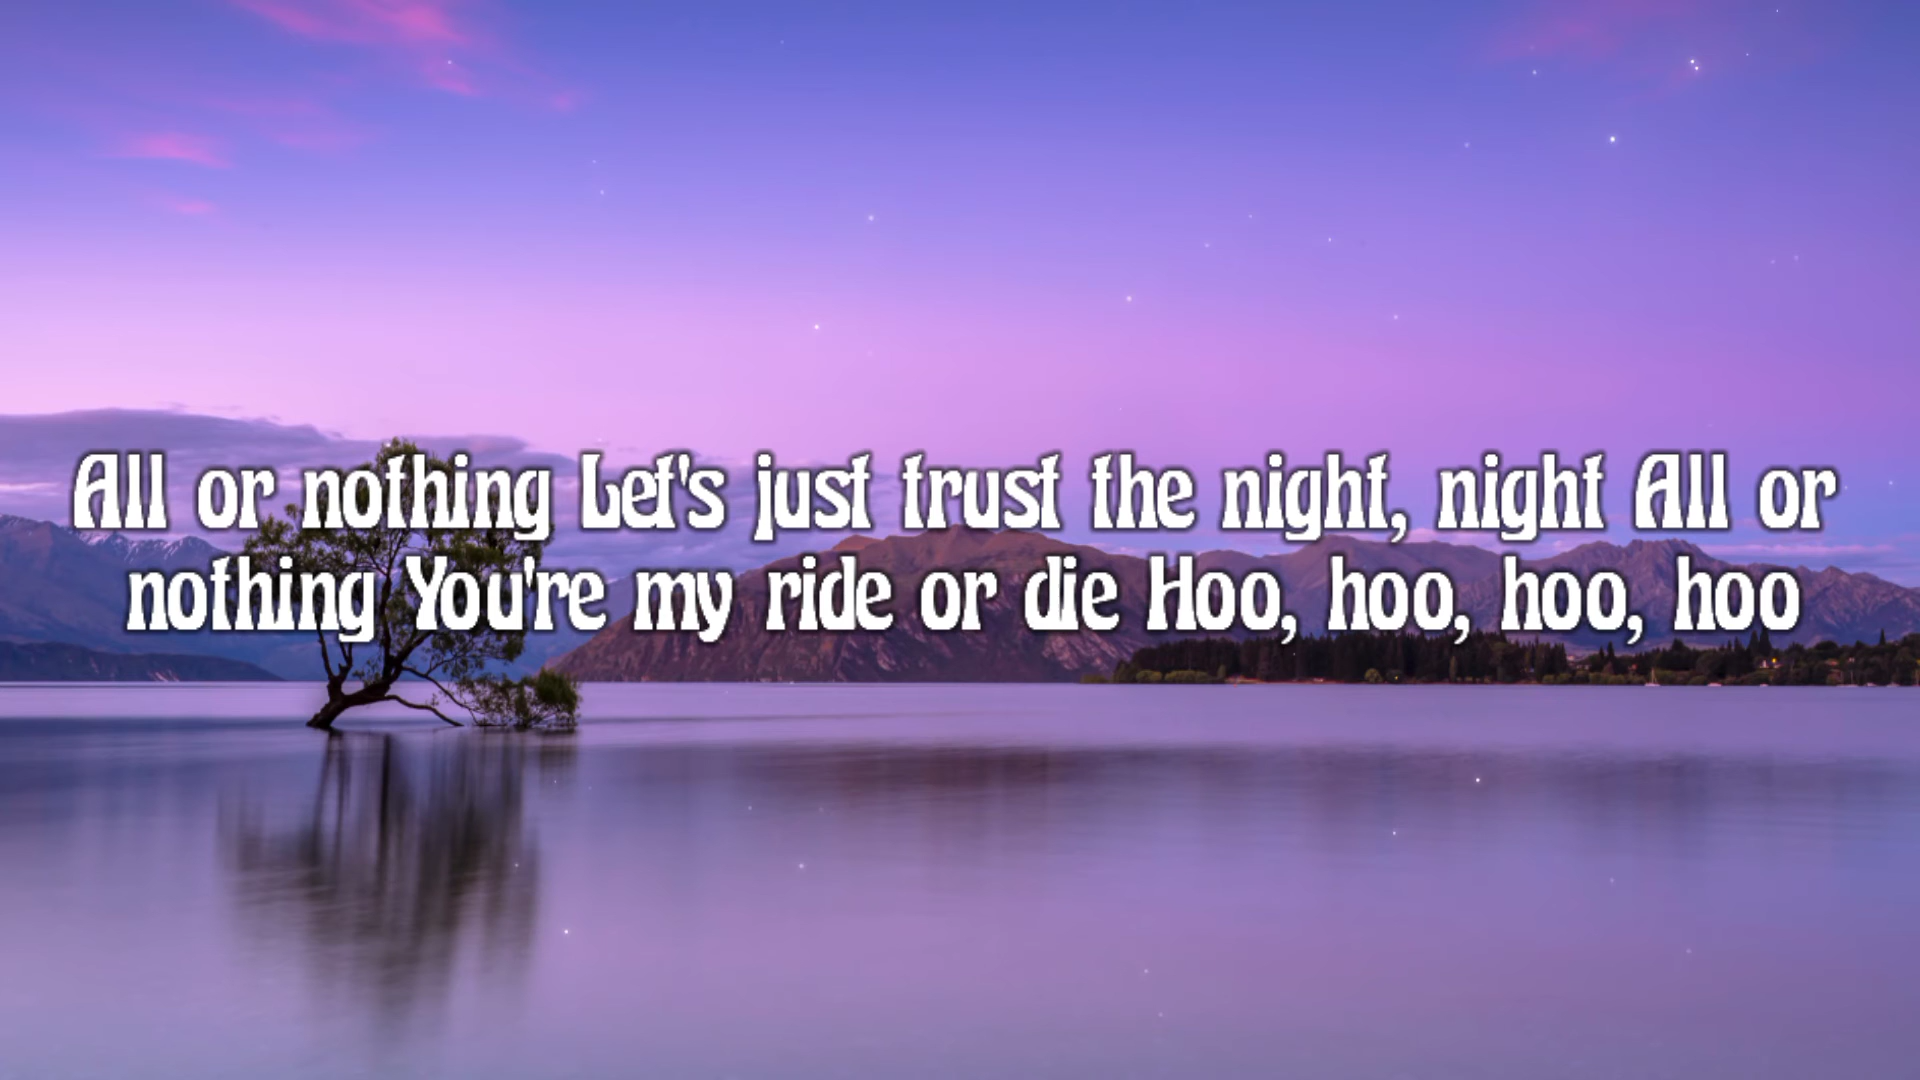 All or nothing Let's just trust the night, night All or
nothing You're my ride or die Hoo, hoo, hoo, hoo